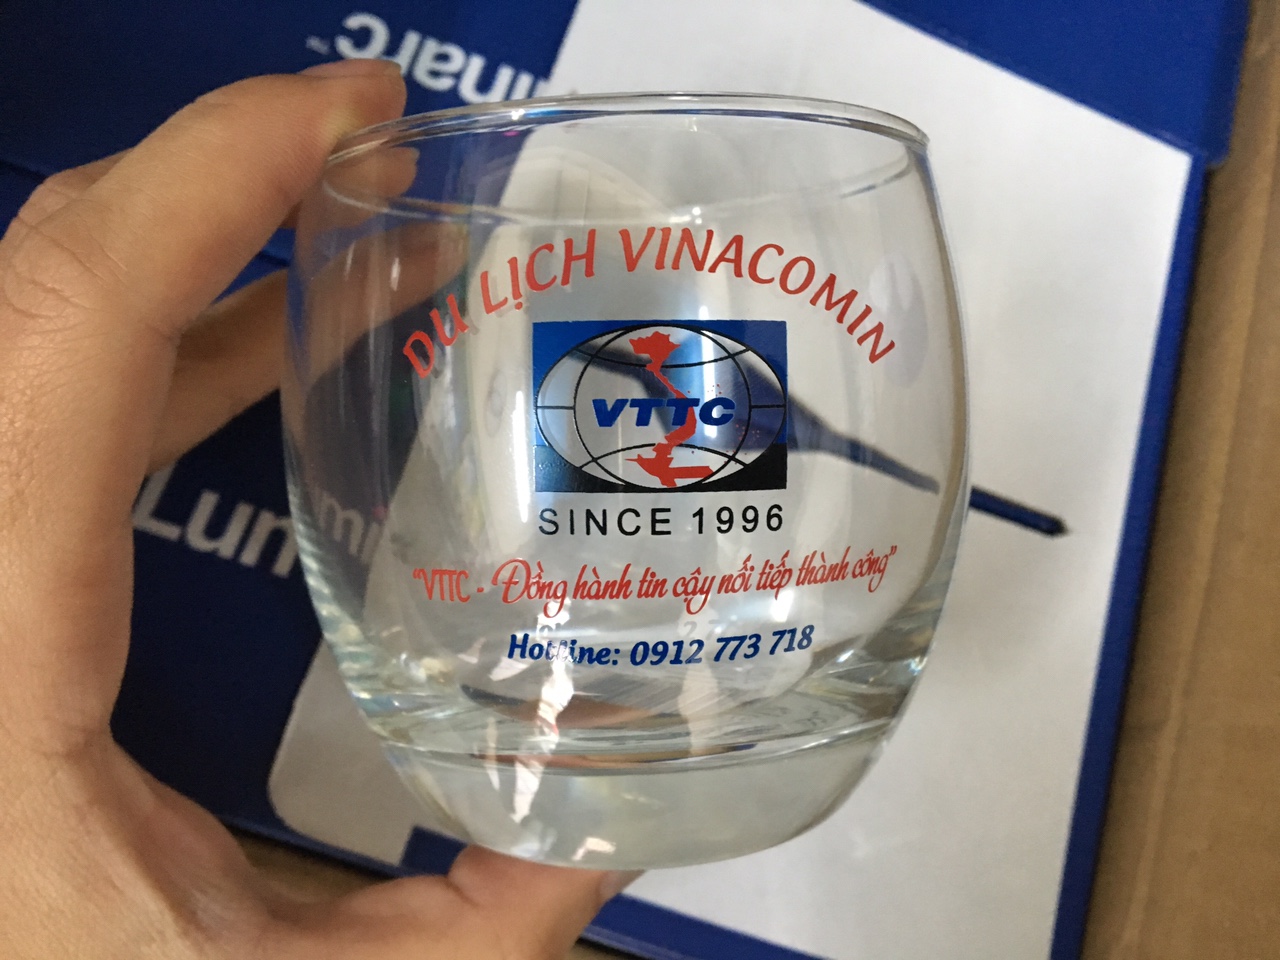 DU LỊCH VINACOMIN
VTTC
SINCE 1996
“VTTC - Đồng hành tin cậy nối tiếp thành công”
Hotline: 0912 773 718